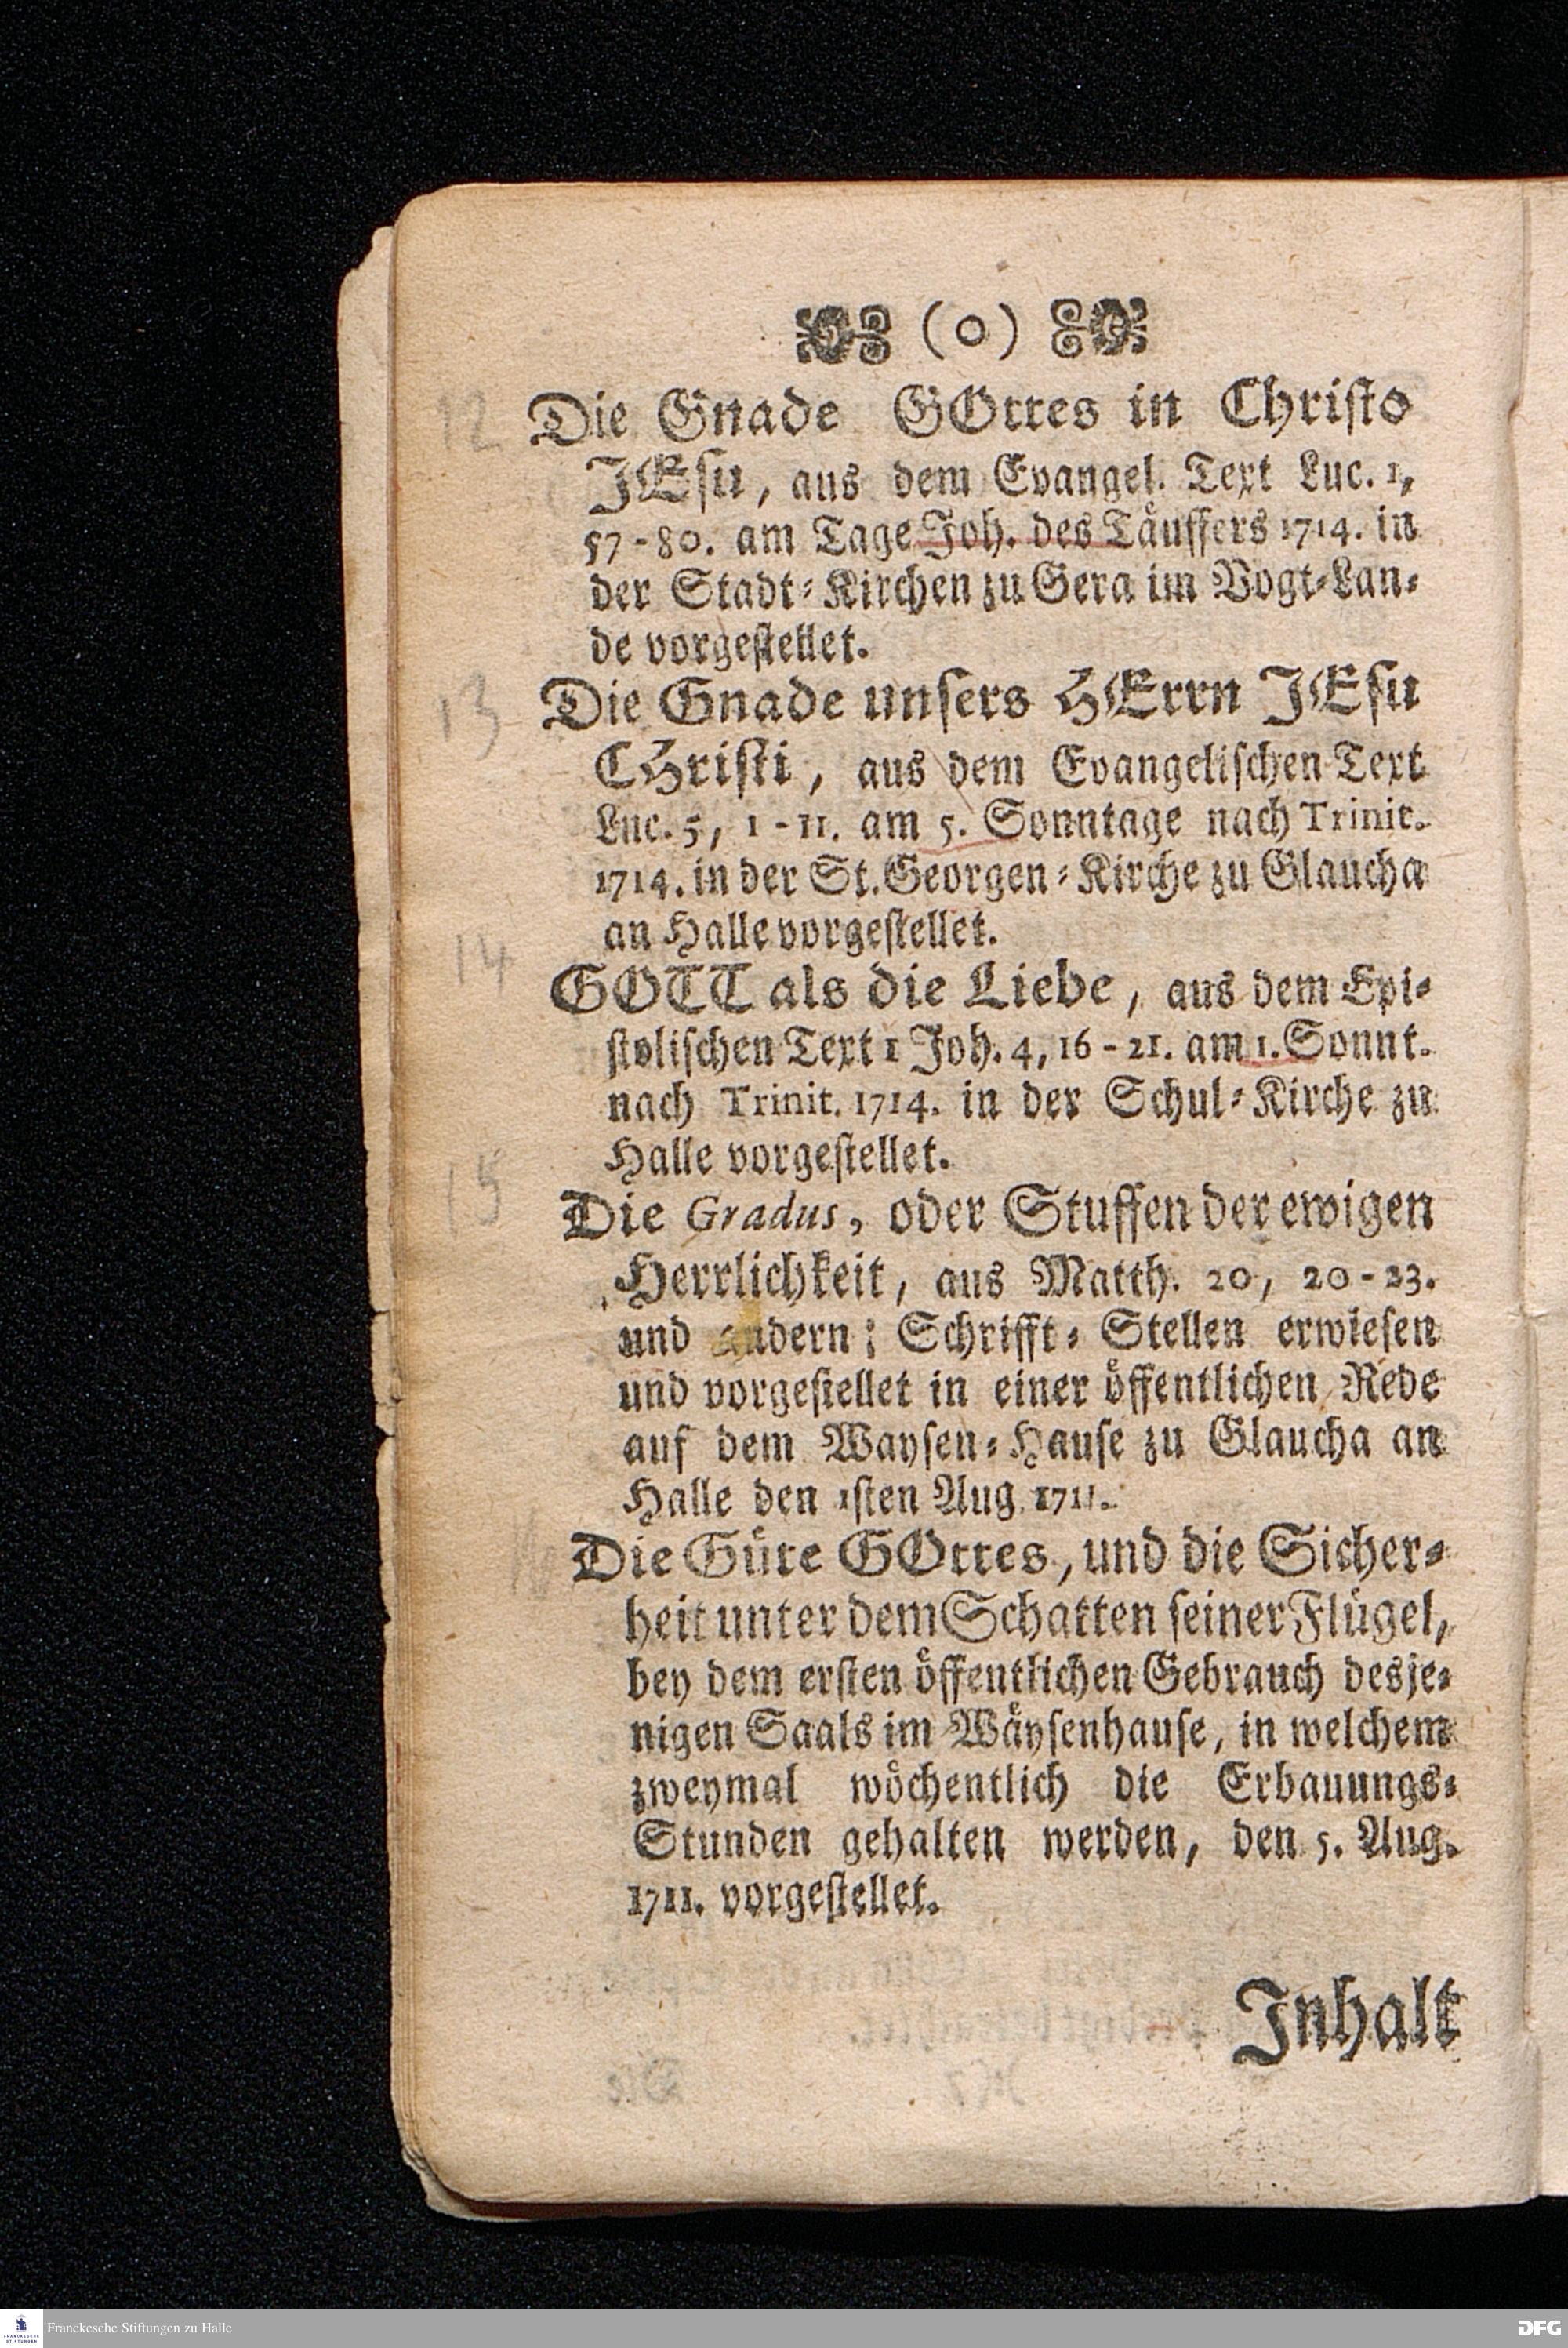 (o)
12
Die Gnade GOttes in Christo
JEsu, aus dem Evangel. Text Luc. 1,
57-80. am Tage Joh. des Täuffers 1714. in
der Stadt-Kirchen zu Gera im Vogt-Lan-
de vorgestellet.
13
Die Gnade unsers HErrn JEsu
CHristi, aus dem Evangelischen Text
Luc. 5, 1-11. am 5. Sonntage nach Trinit.
1714. in der St. Georgen-Kirche zu Glaucha
an Halle vorgestellet.
14
GOTT als die Liebe, aus dem Epi-
stolischen Text 1 Joh. 4, 16-21. am 1. Sonnt.
nach Trinit. 1714. in der Schul-Kirche zu
Halle vorgestellet.
15
Die Gradus, oder Stuffen der ewigen
Herrlichkeit, aus Matth. 20, 20-23.
und andern; Schrifft-Stellen erwiesen
und vorgestellet in einer öffentlichen Rede
auf dem Waysen-Hause zu Glaucha an
Halle den 1sten Aug. 1711.
Die Güte GOttes, und die Sicher-
heit unter dem Schatten seiner Flügel,
bey dem ersten öffentlichen Gebrauch desje-
nigen Saals im Wäysenhause, in welchem
zweymal wöchentlich die Erbauungs-
Stunden gehalten werden, den 5. Aug.
1711. vorgestellet.
Inhalt
Franckesche Stiftungen zu Halle
DFG